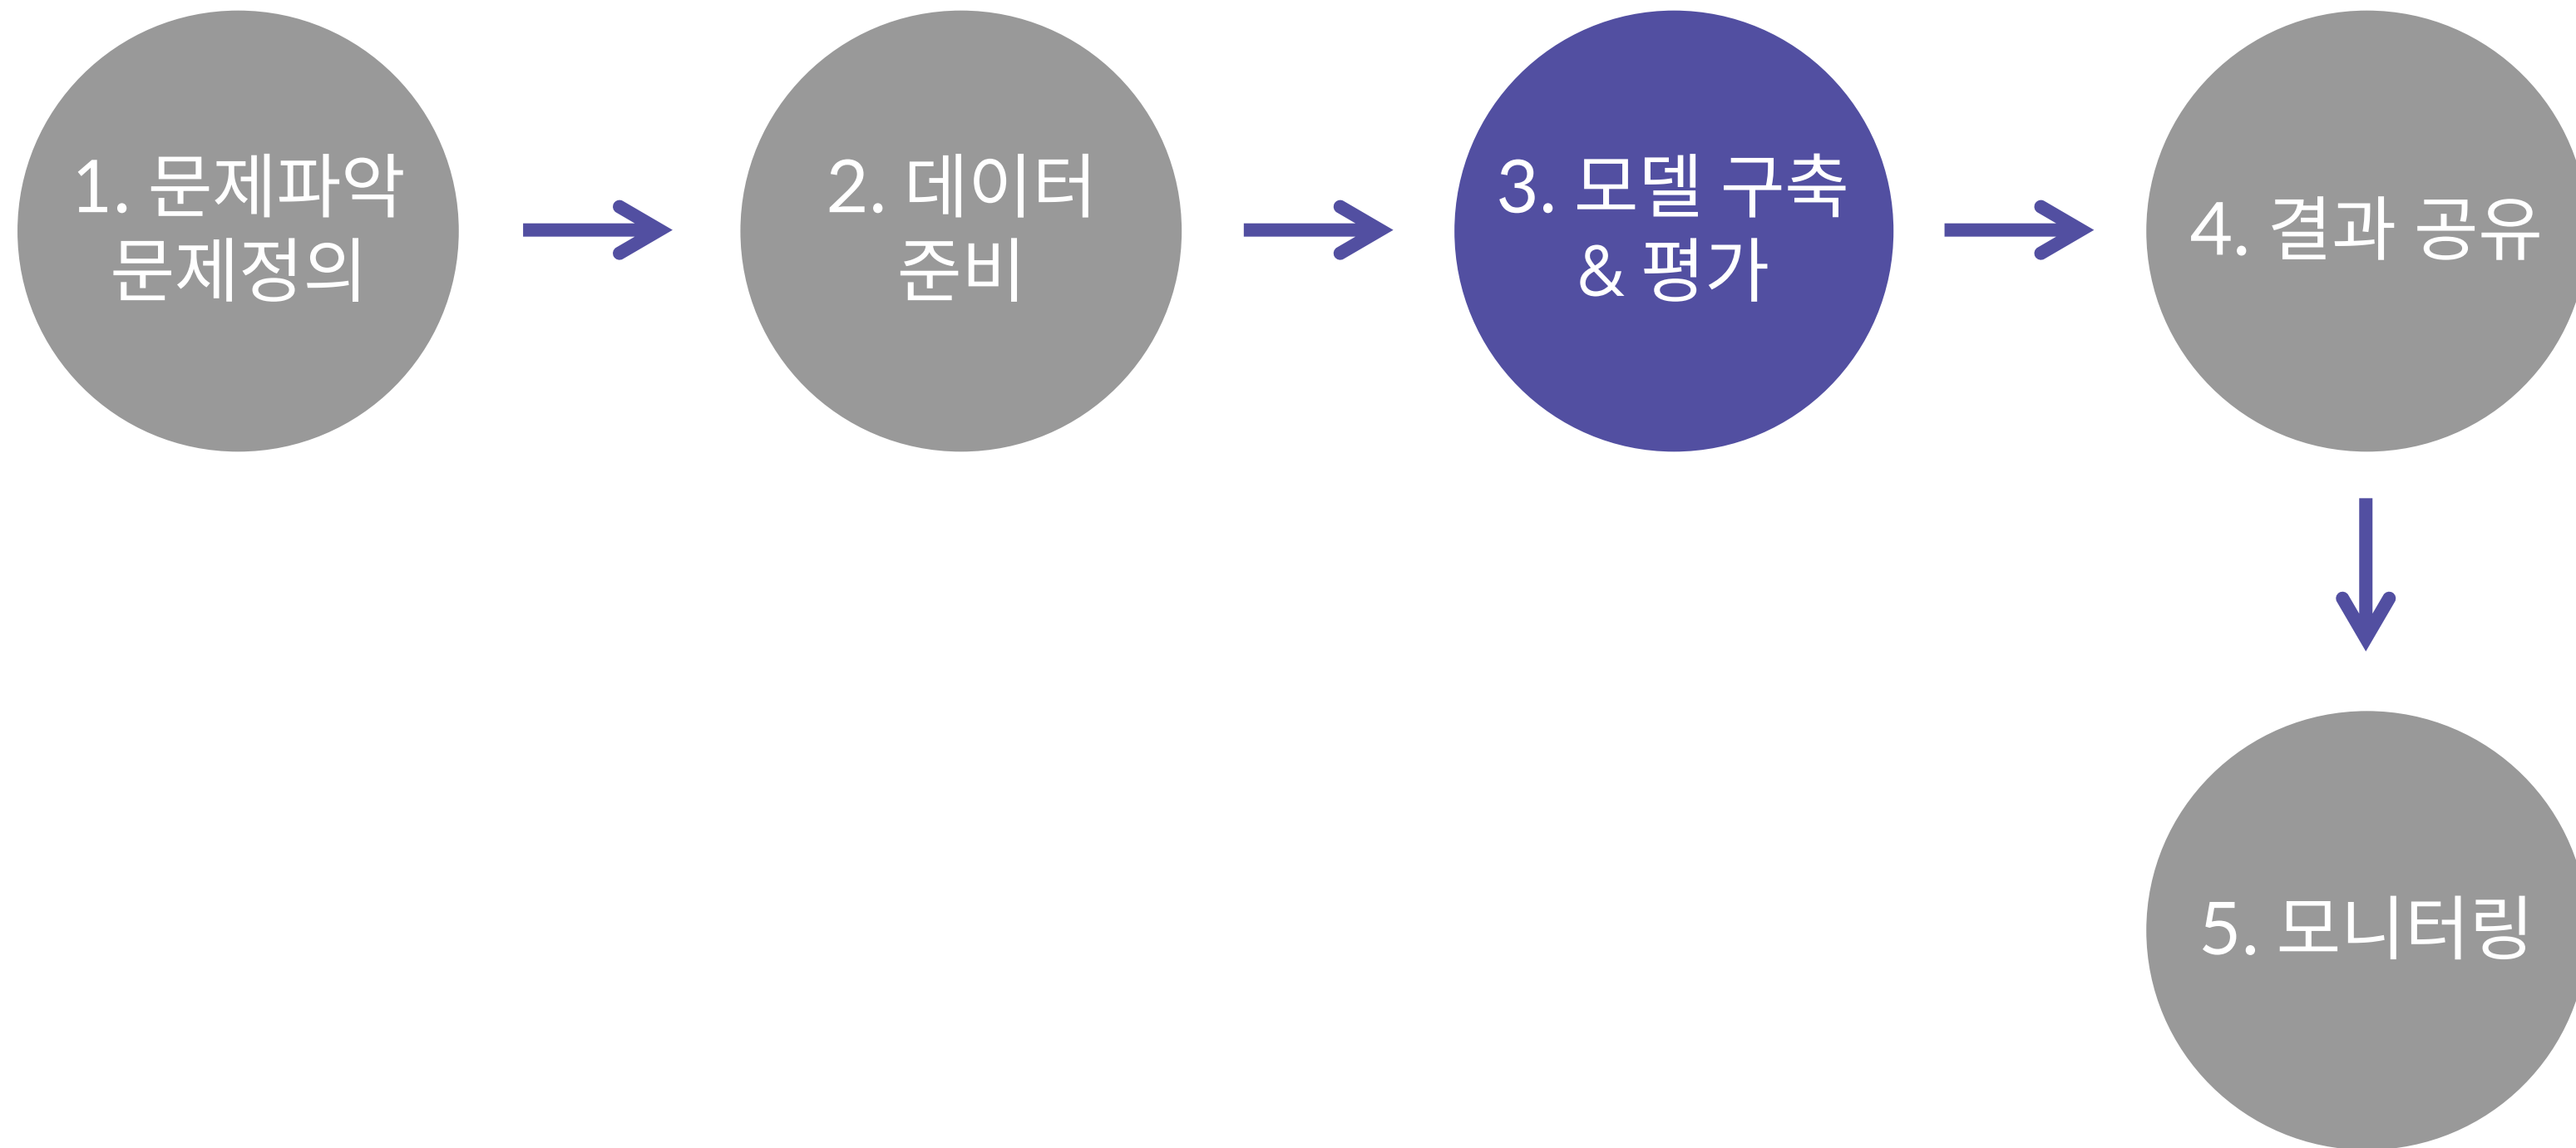 1. 문제파악
문제정의
2. 데이터
준비
3. 모델 구축
& 평가
4. 결과 공유
5. 모니터링